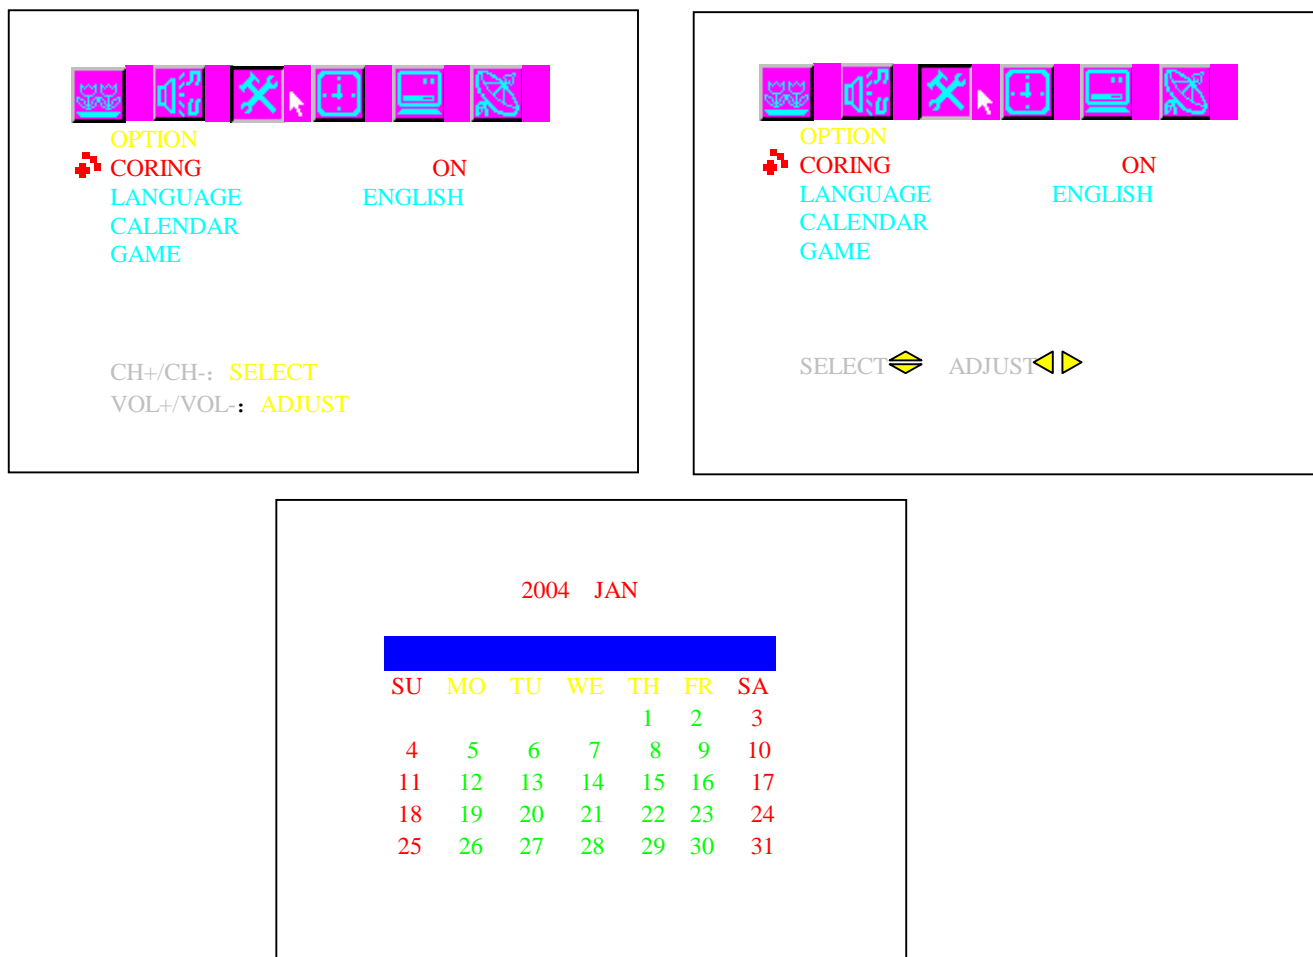 OPTION
CORING ON
LANGUAGE ENGLISH
CALENDAR
GAME
CH+/CH-: SELECT
VOL+/VOL-: ADJUST
OPTION
CORING ON
LANGUAGE ENGLISH
CALENDAR
GAME
SELECT ADJUST
2004 JAN
SU MO TU WE TH FR SA
1 2 3
4 5 6 7 8 9 10
11 12 13 14 15 16 17
18 19 20 21 22 23 24
25 26 27 28 29 30 31